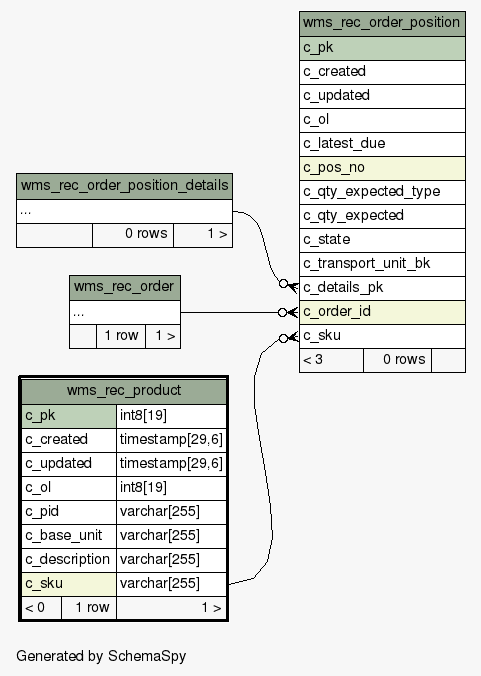 wms_rec_order_position
c_pk
c_created
c_updated
c_ol
c_latest_due
c_pos_no
c_qty_expected_type
c_qty_expected
c_state
c_transport_unit_bk
c_details_pk
c_order_id
c_sku
< 3 0 rows
wms_rec_order_position_details
...
0 rows 1 >
wms_rec_order
...
1 row 1 >
wms_rec_product
c_pk int8[19]
c_created timestamp[29,6]
c_updated timestamp[29,6]
c_ol int8[19]
c_pid varchar[255]
c_base_unit varchar[255]
c_description varchar[255]
c_sku varchar[255]
< 0 1 row 1 >
Generated by SchemaSpy